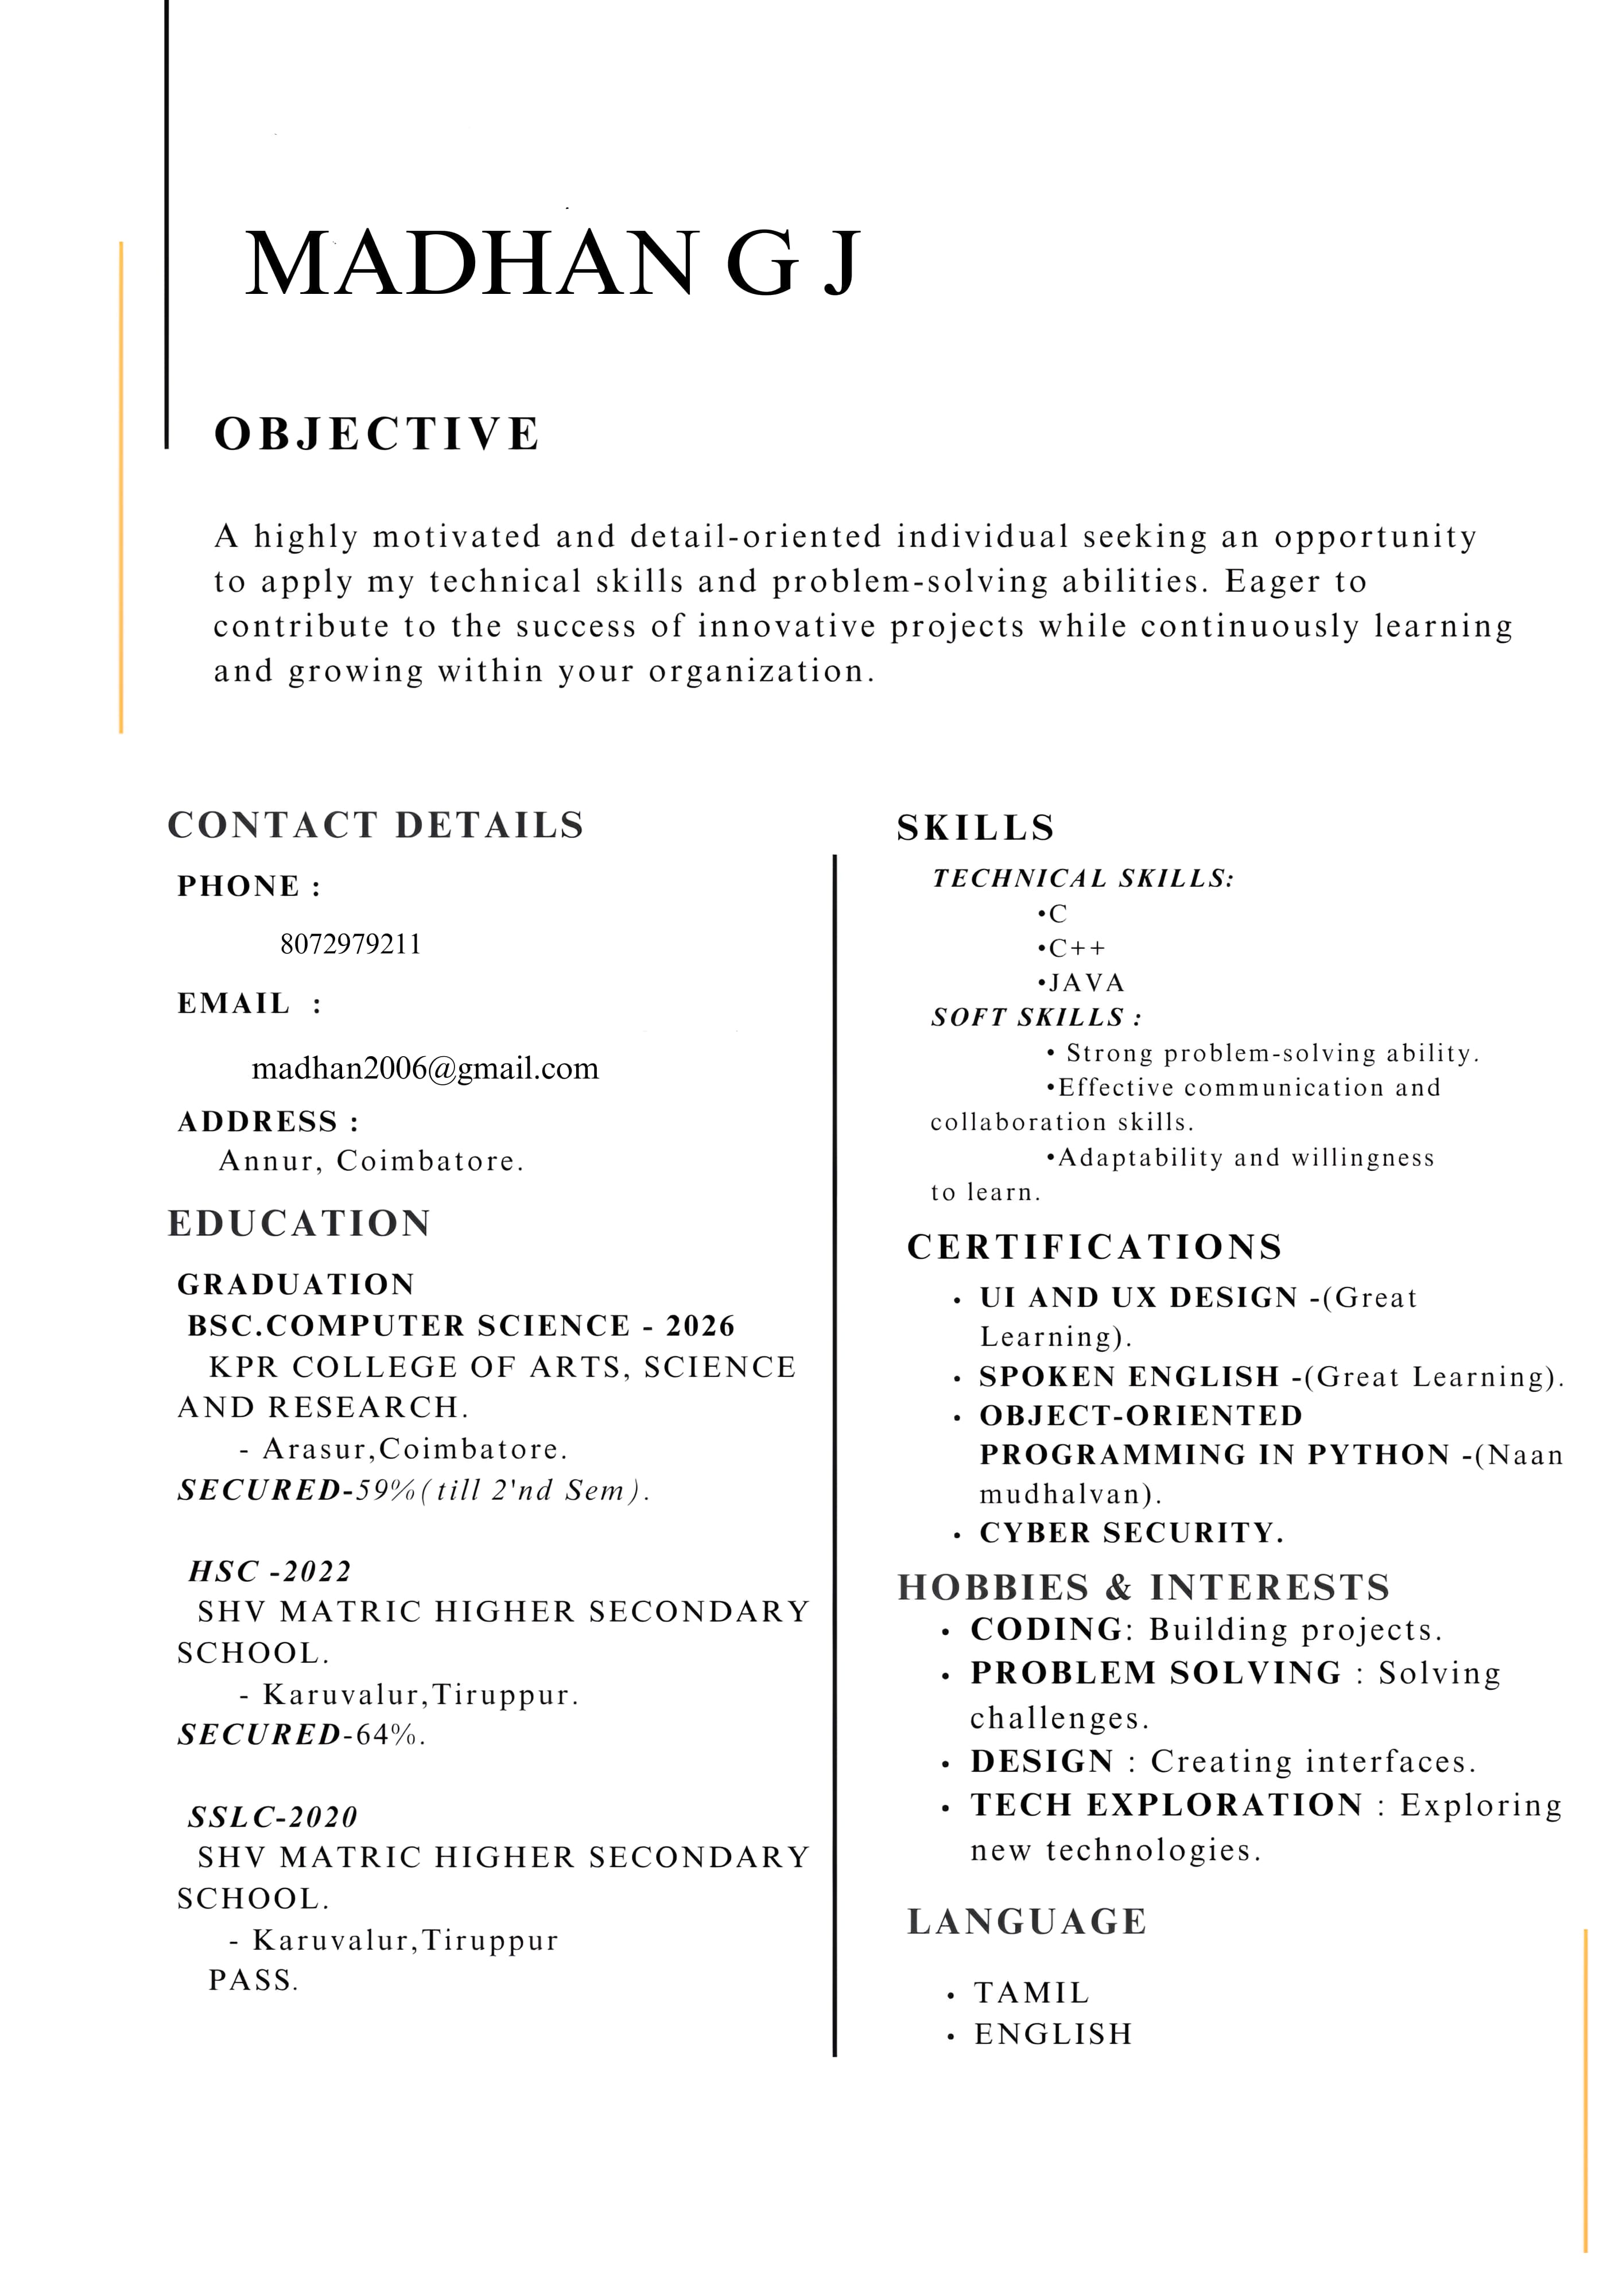 MADHAN G J
OBJECTIVE
A highly motivated and detail-oriented individual seeking an opportunity
to apply my technical skills and problem-solving abilities. Eager to
contribute to the success of innovative projects while continuously learning
and growing within your organization.
CONTACT DETAILS
PHONE :
8072979211
EMAIL :
madhan2006@gmail.com
ADDRESS :
Annur, Coimbatore.
EDUCATION
GRADUATION
BSC.COMPUTER SCIENCE - 2026
KPR COLLEGE OF ARTS, SCIENCE
AND RESEARCH.
- Arasur,Coimbatore.
SECURED-59%(till 2'nd Sem).
HSC -2022
SHV MATRIC HIGHER SECONDARY
SCHOOL.
- Karuvalur,Tiruppur.
SECURED-64%.
SSLC-2020
SHV MATRIC HIGHER SECONDARY
SCHOOL.
- Karuvalur,Tiruppur
PASS.
SKILLS
TECHNICAL SKILLS:
•C
•C++
•JAVA
SOFT SKILLS :
• Strong problem-solving ability.
•Effective communication and
collaboration skills.
•Adaptability and willingness
to learn.
CERTIFICATIONS
• UI AND UX DESIGN -(Great
Learning).
• SPOKEN ENGLISH -(Great Learning).
• OBJECT-ORIENTED
PROGRAMMING IN PYTHON -(Naan
mudhalvan).
• CYBER SECURITY.
HOBBIES & INTERESTS
• CODING: Building projects.
• PROBLEM SOLVING : Solving
challenges.
• DESIGN : Creating interfaces.
• TECH EXPLORATION : Exploring
new technologies.
LANGUAGE
• TAMIL
• ENGLISH